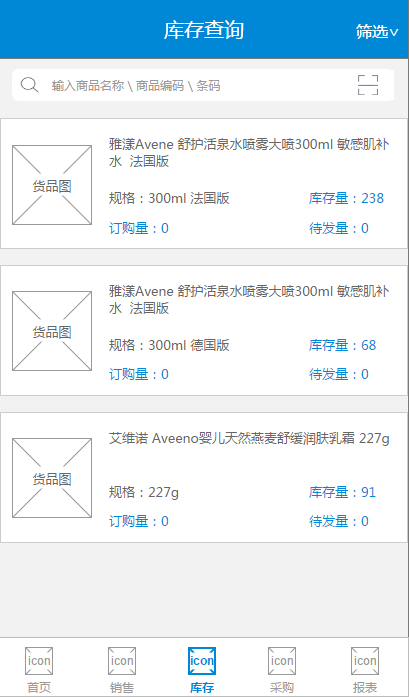 库存查询
筛选
输入商品名称 \ 商品编码 \ 条码
雅漾Avene 舒护活泉水喷雾大喷300ml 敏感肌补
水  法国版
货品图
规格：300ml 法国版
库存量：238
订购量：0
待发量：0
雅漾Avene 舒护活泉水喷雾大喷300ml 敏感肌补
水  法国版
货品图
规格：300ml 德国版
库存量：68
订购量：0
待发量：0
艾维诺 Aveeno婴儿天然燕麦舒缓润肤乳霜 227g
货品图
规格：227g
库存量：91
订购量：0
待发量：0
icon
icon
icon
icon
icon
首页
销售
库存
采购
报表